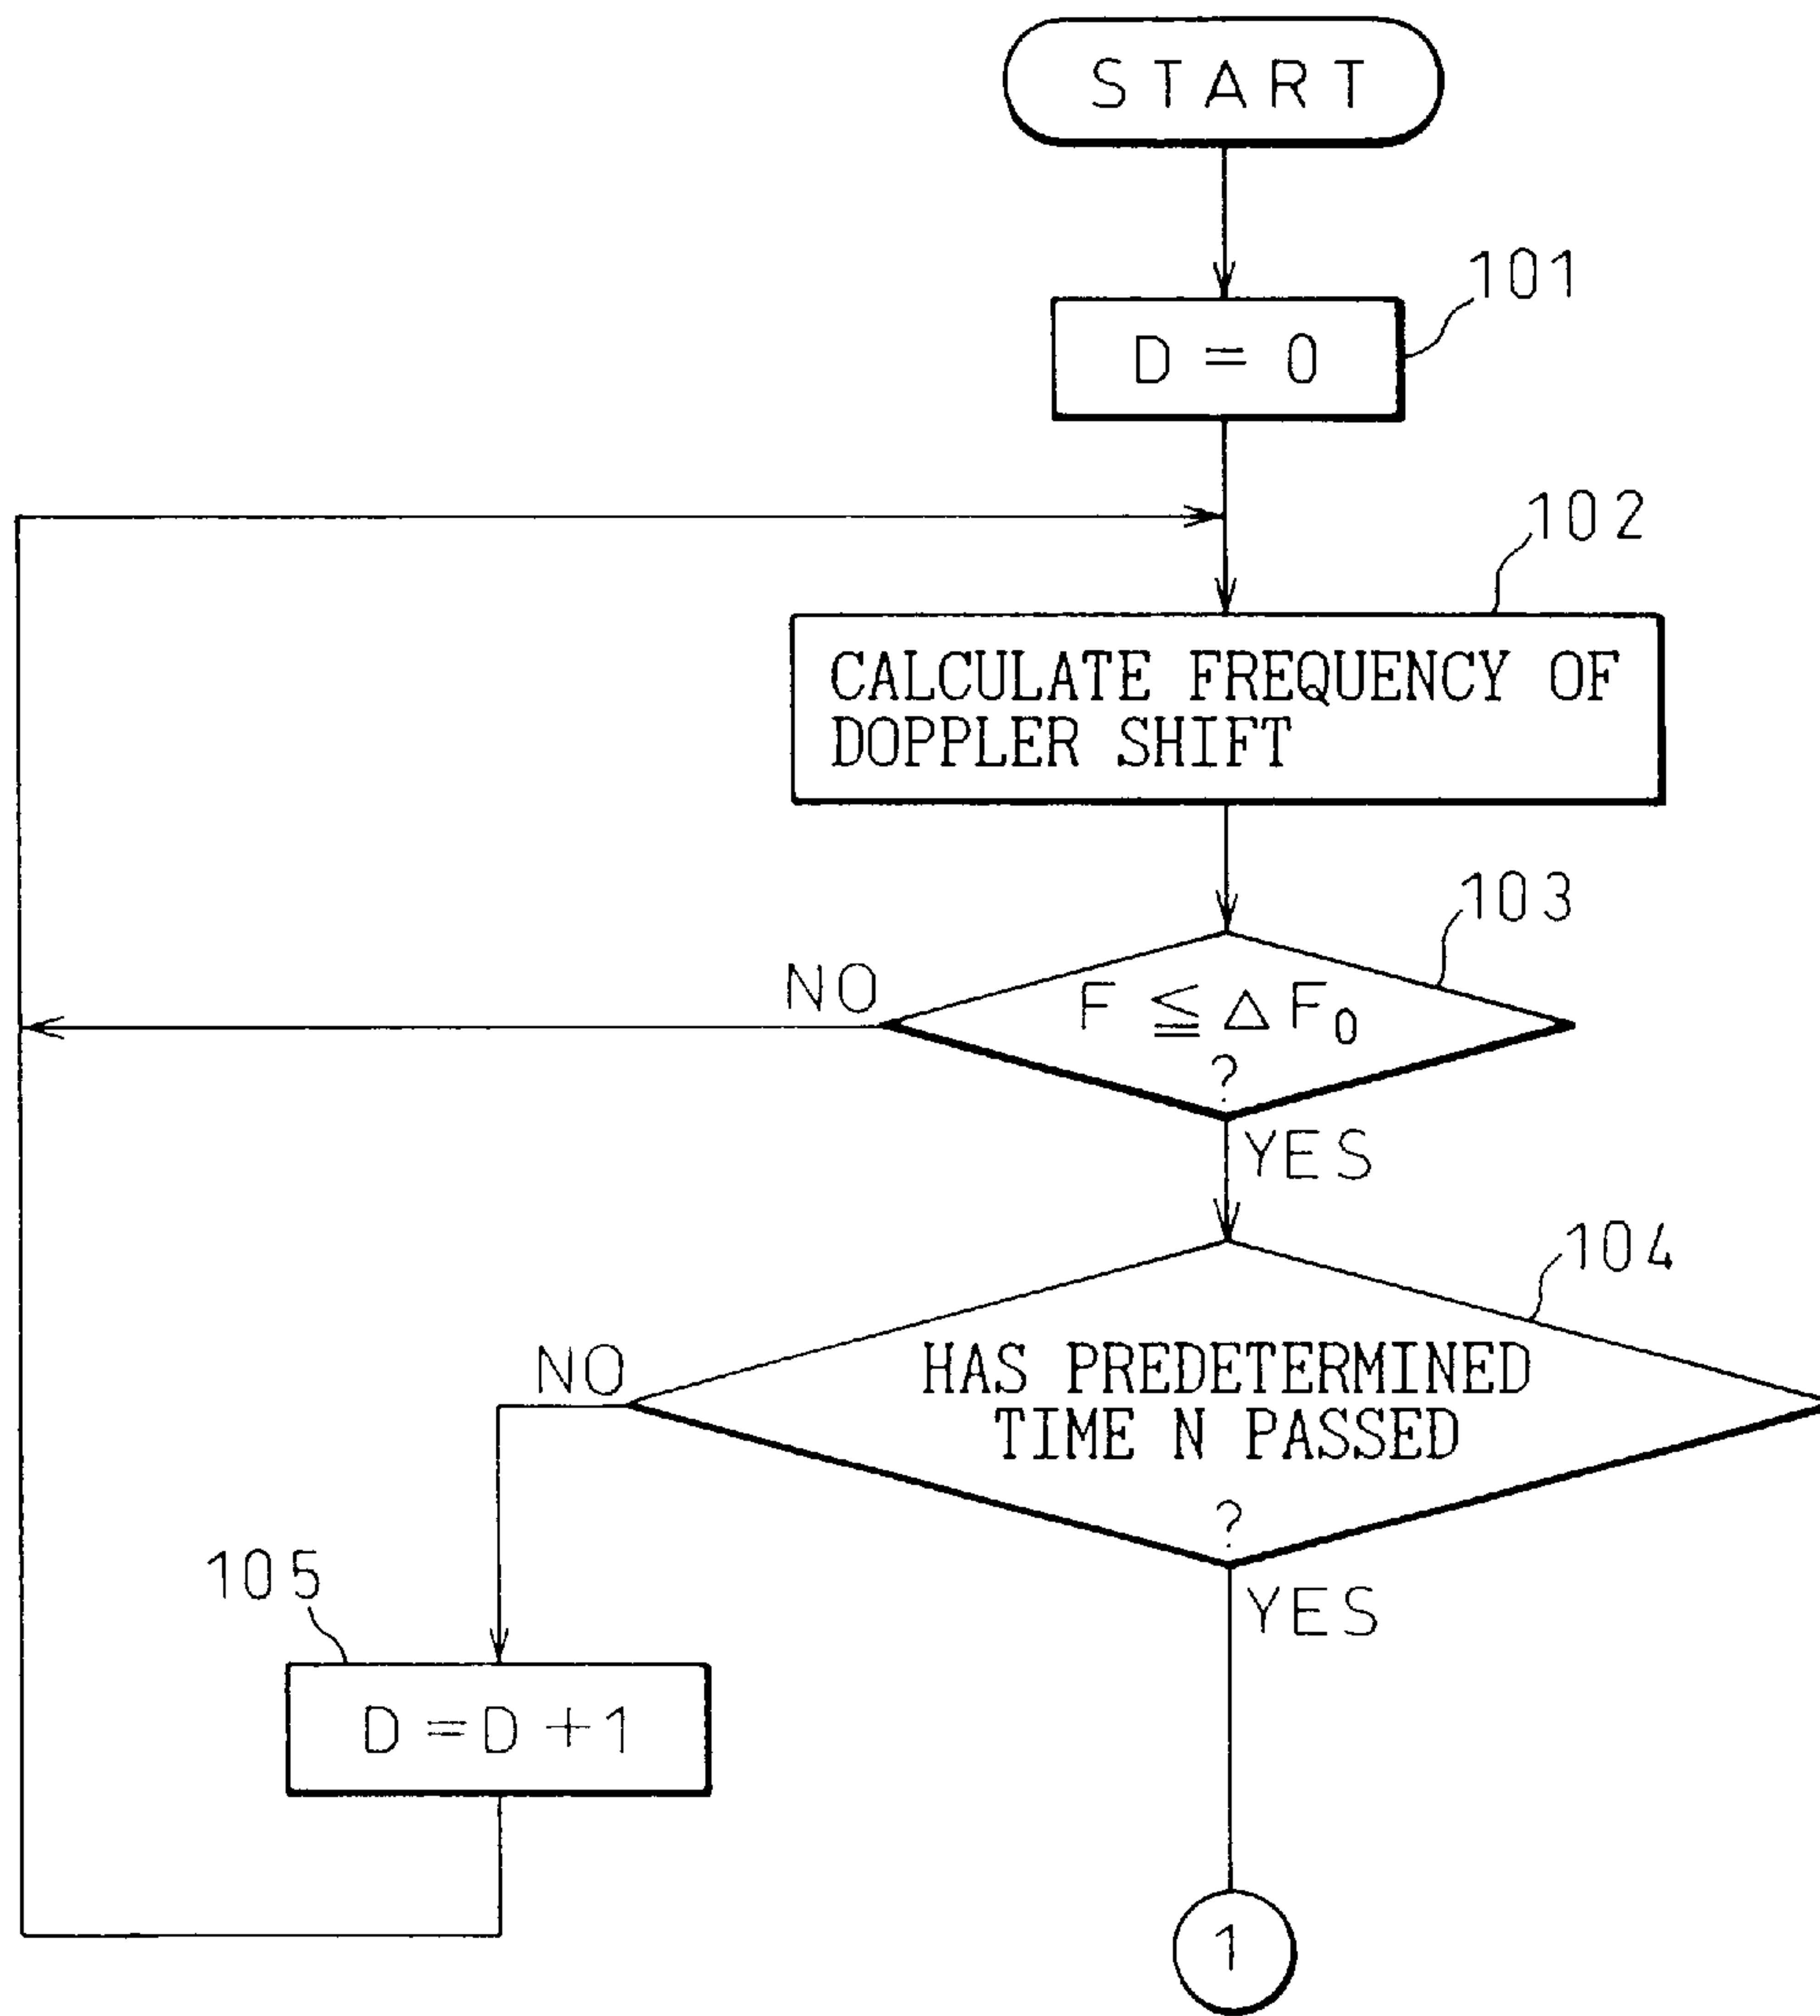 START
101
D = 0
102
CALCULATE FREQUENCY OF
DOPPLER SHIFT
103
NO
F ≦ △F₀
?
YES
104
NO
HAS PREDETERMINED
TIME N PASSED
?
YES
105
D = D + 1
1